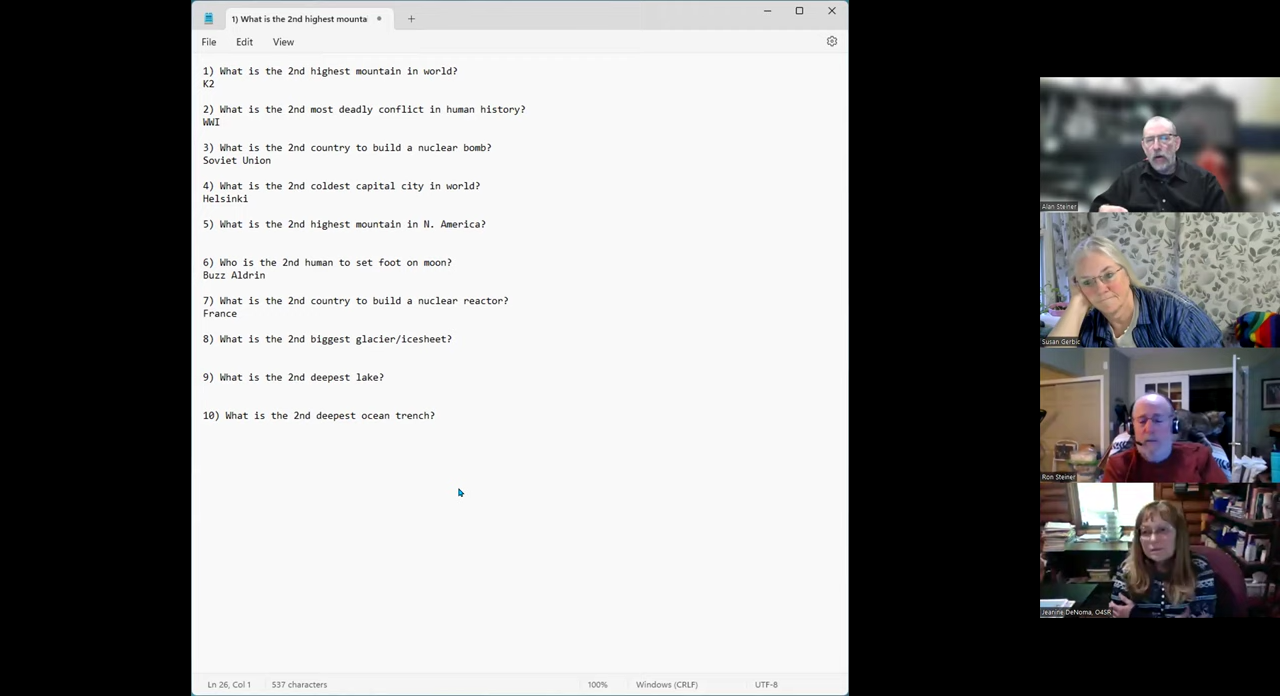 1) What is the 2nd highest mounta
File Edit View
1) What is the 2nd highest mountain in world?
K2
2) What is the 2nd most deadly conflict in human history?
WWI
3) What is the 2nd country to build a nuclear bomb?
Soviet Union
4) What is the 2nd coldest capital city in world?
Helsinki
5) What is the 2nd highest mountain in N. America?
6) Who is the 2nd human to set foot on moon?
Buzz Aldrin
7) What is the 2nd country to build a nuclear reactor?
France
8) What is the 2nd biggest glacier/icesheet?
9) What is the 2nd deepest lake?
10) What is the 2nd deepest ocean trench?
Ln 26, Col 1 537 characters 100% Windows (CRLF) UTF-8
Alan Steiner
Susan Gerbic
Ron Steiner
Jeanine DeNoma, O4SR